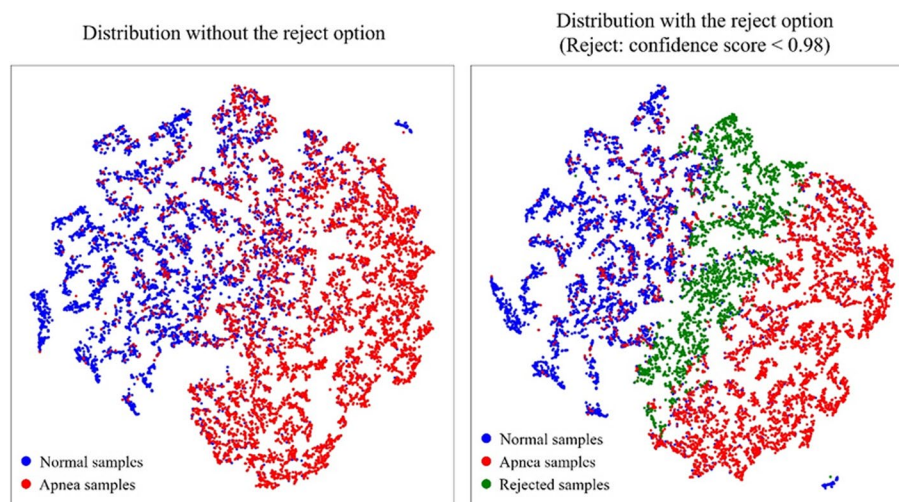 Distribution without the reject option
Distribution with the reject option
(Reject: confidence score < 0.98)
Normal samples
Apnea samples
Normal samples
Apnea samples
Rejected samples